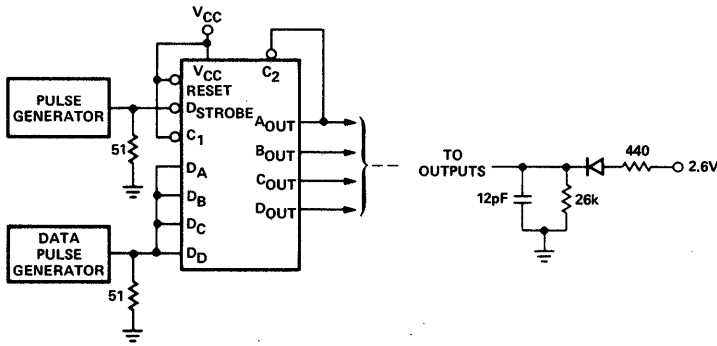 VCC
VCC
C2
RESET
DSTROBE
C1
PULSE
GENERATOR
51
DA
DB
DC
DD
AOUT
BOUT
COUT
DOUT
DATA
PULSE
GENERATOR
51
TO
OUTPUTS
440
2.6V
12pF
26k